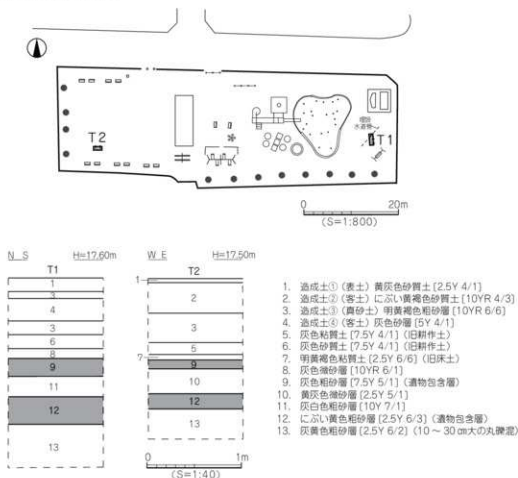 T2
T1
0 20m
(S=1:800)
N S H=17.60m
T1
1
3
4
3
6
8
9
11
12
13
W E H=17.50m
T2
1
2
3
5
7
9
10
12
13
0 1m
(S=1:40)
1. 造成土① (表土) 黄灰色砂質土 [2.5Y 4/1]
2. 造成土② (客土) にぶい黄褐色砂質土 [10YR 4/3]
3. 造成土③ (真砂土) 明黄褐色粗砂層 [10YR 6/6]
4. 造成土④ (客土) 灰色砂層 [5Y 4/1]
5. 灰色粘質土 [7.5Y 4/1] (旧耕作土)
6. 灰色砂質土 [7.5Y 4/1] (旧耕作土)
7. 明黄褐色粘質土 [2.5Y 6/6] (旧床土)
8. 灰色微砂層 [10YR 6/1]
9. 灰色粗砂層 [7.5Y 5/1] (遺物包含層)
10. 黄灰色微砂層 [2.5Y 5/1]
11. 灰白色粗砂層 [10Y 7/1]
12. にぶい黄色粗砂層 [2.5Y 6/3] (遺物包含層)
13. 灰黄色粗砂層 [2.5Y 6/2] (10 ～ 30 ㎝大の丸礫混)